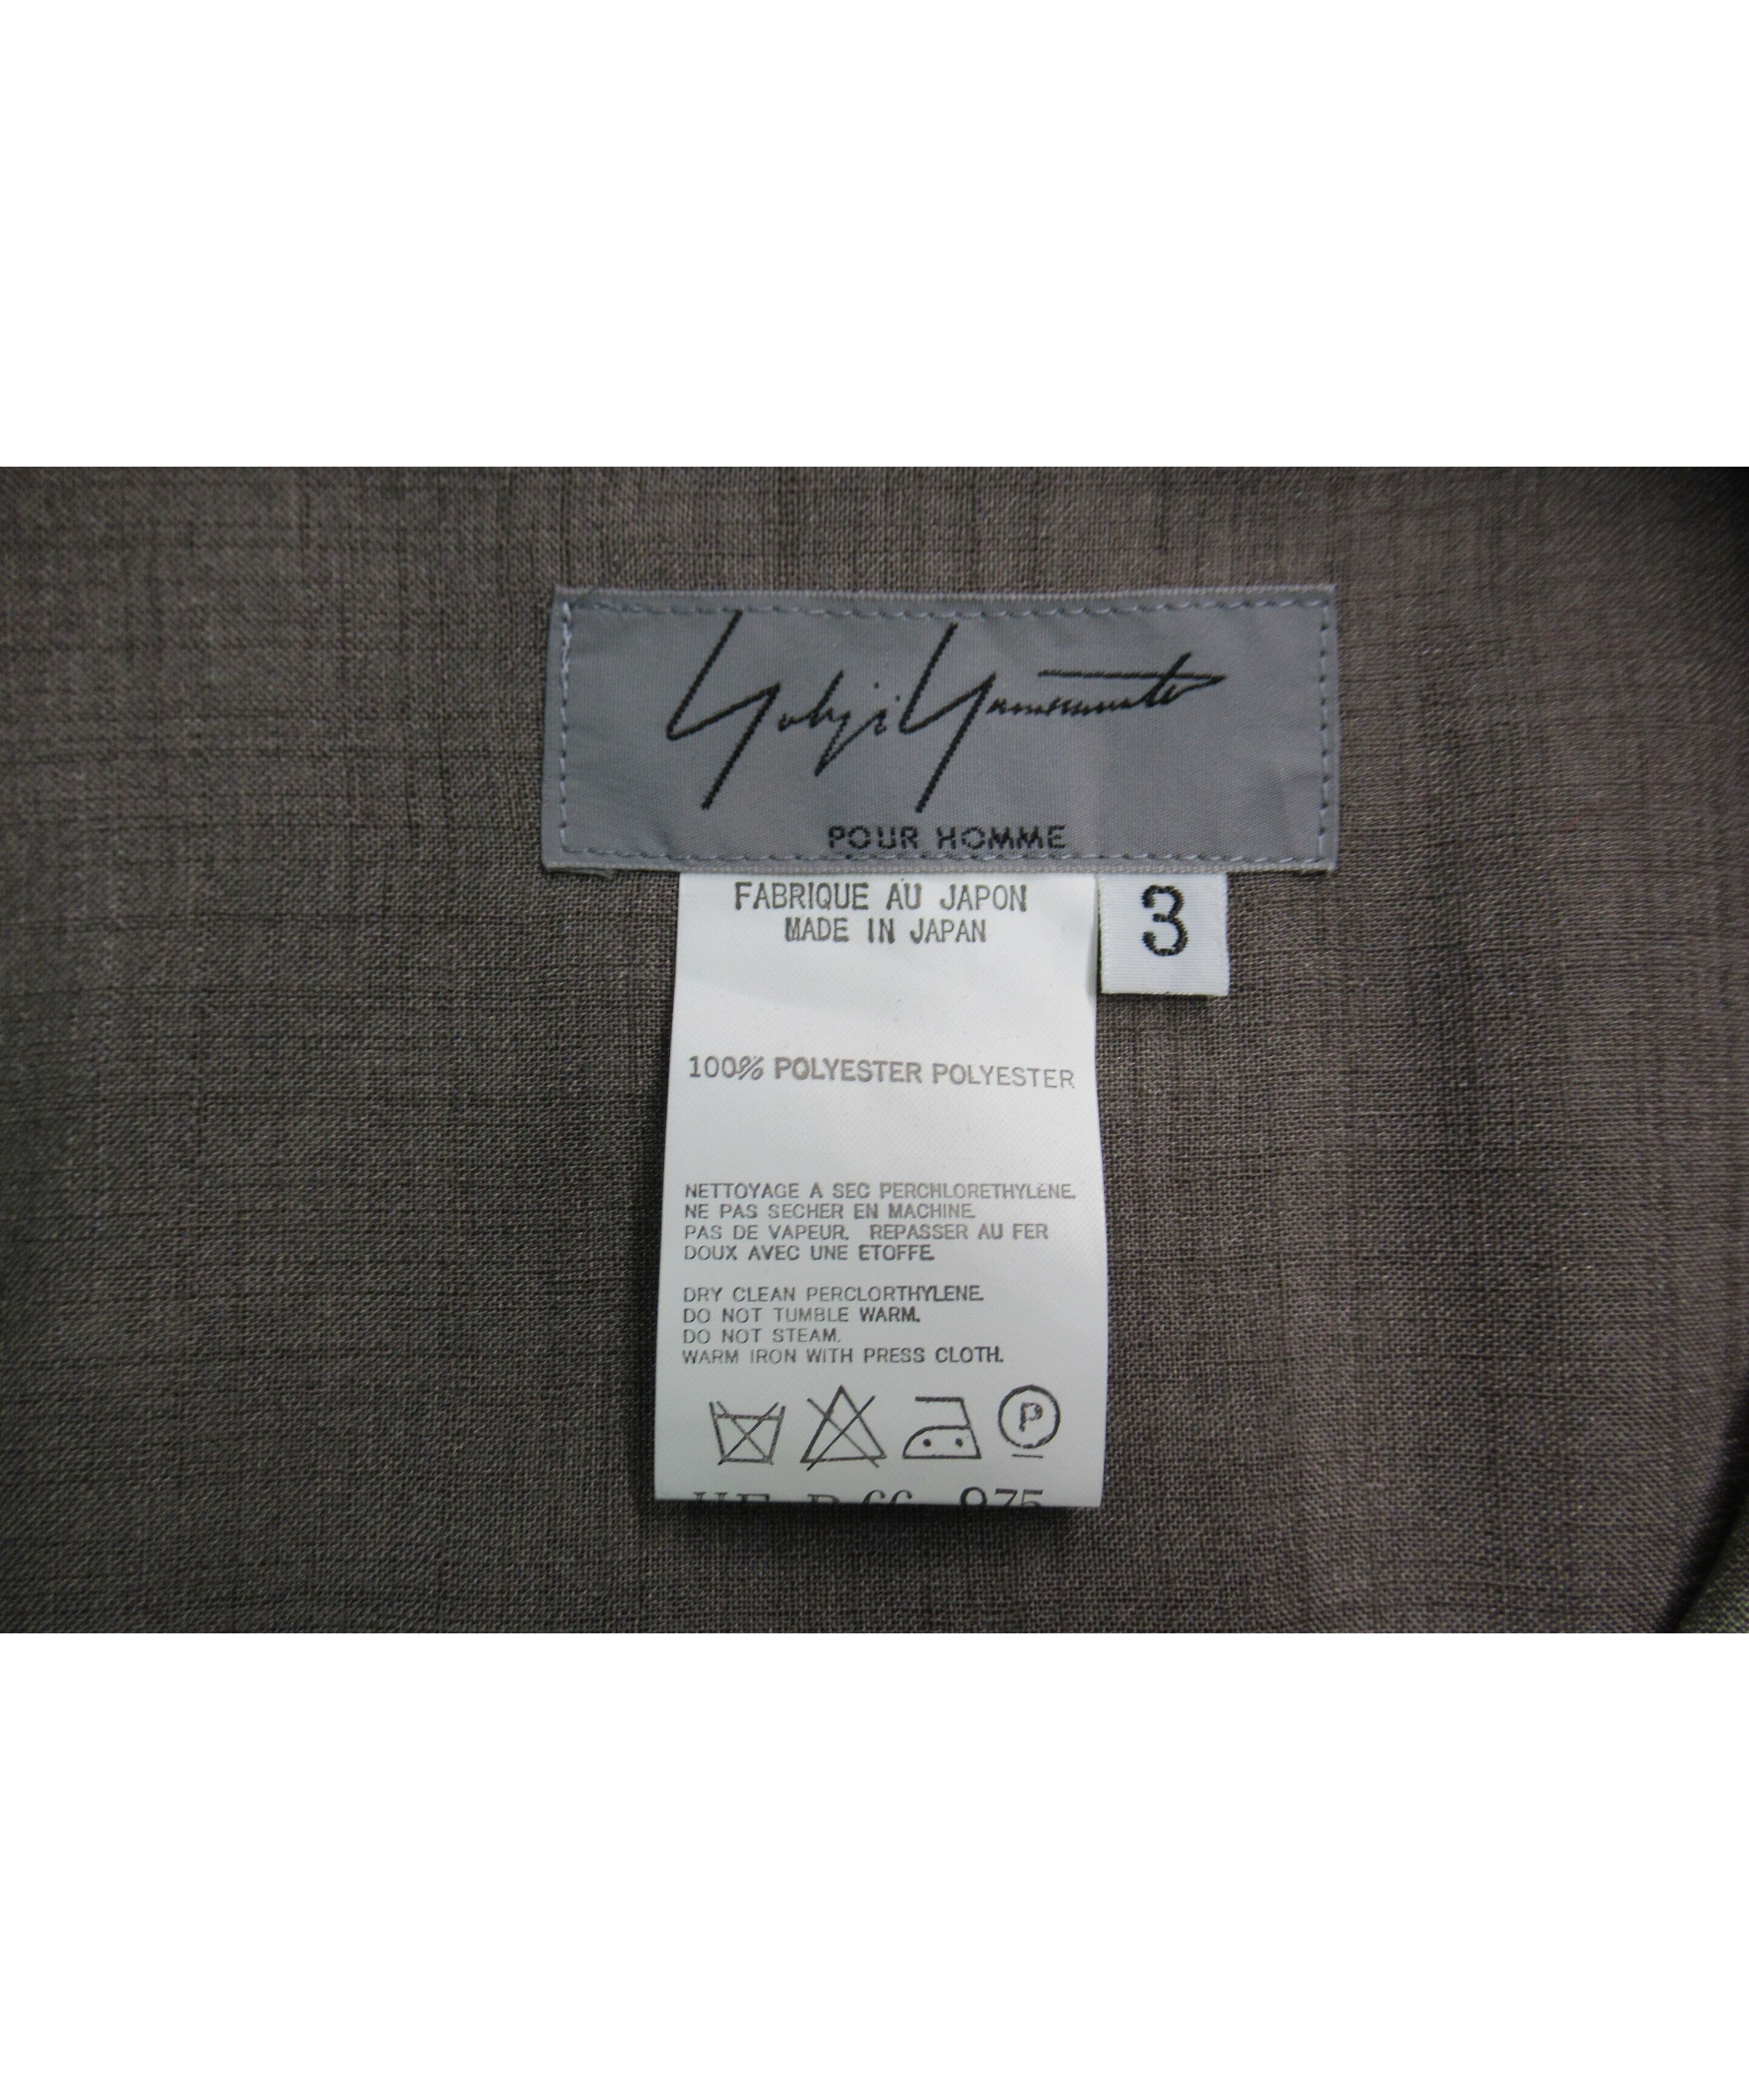 Yohji Yamamoto
POUR HOMME
FABRIQUE AU JAPON
MADE IN JAPAN
3
100% POLYESTER POLYESTER
NETTOYAGE A SEC PERCHLORETHYLENE.
NE PAS SECHER EN MACHINE.
PAS DE VAPEUR. REPASSER AU FER
DOUX AVEC UNE ETOFFE.
DRY CLEAN PERCLORTHYLENE.
DO NOT TUMBLE WARM.
DO NOT STEAM.
WARM IRON WITH PRESS CLOTH.
P